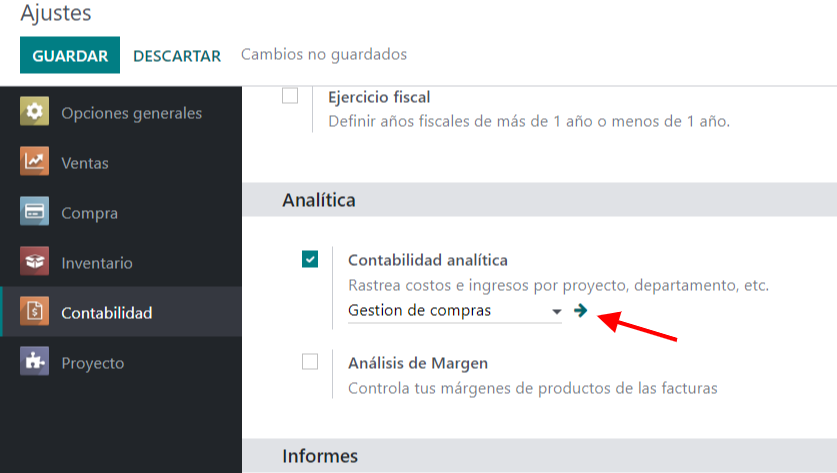 Ajustes
GUARDAR DESCARTAR Cambios no guardados
Opciones generales
Ventas
Compra
Inventario
Contabilidad
Proyecto
Ejercicio fiscal
Definir años fiscales de más de 1 año o menos de 1 año.
Analítica
Contabilidad analítica
Rastrea costos e ingresos por proyecto, departamento, etc.
Gestion de compras
Análisis de Margen
Controla tus márgenes de productos de las facturas
Informes